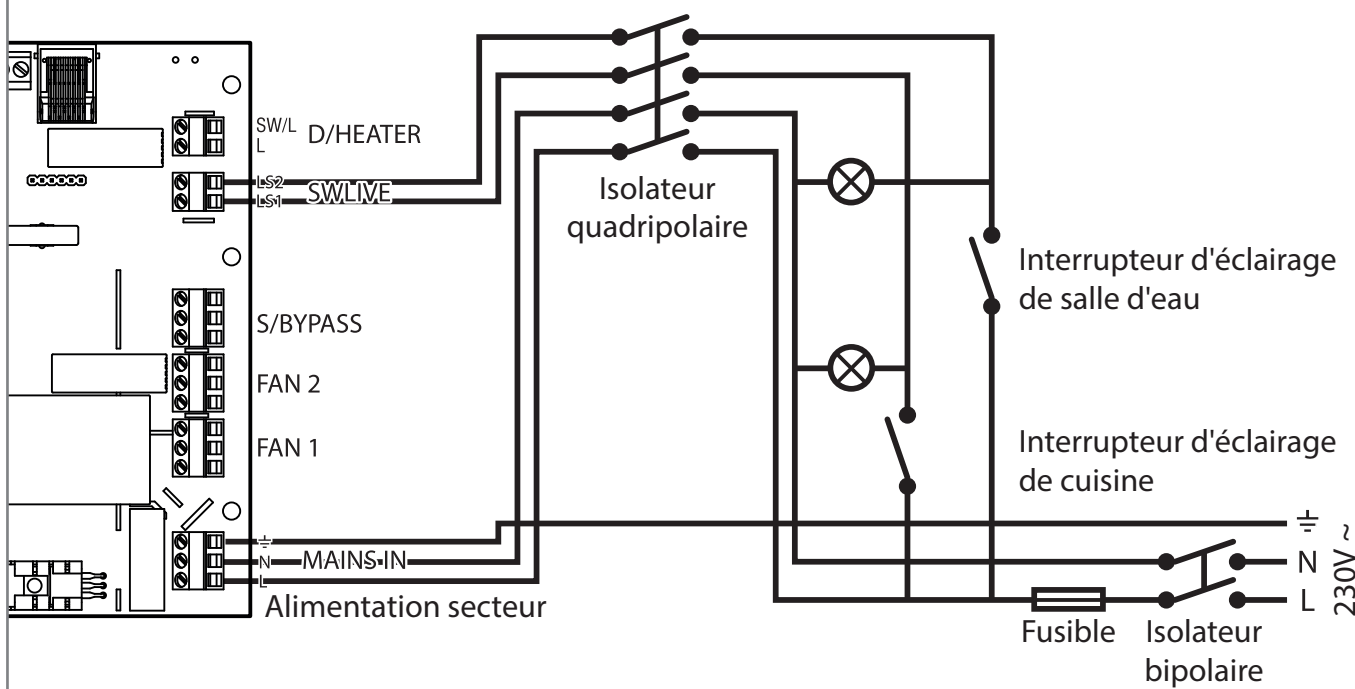 SW/L
L
D/HEATER
LS2
LS1
SWLIVE
Isolateur
quadripolaire
Interrupteur d'éclairage
de salle d'eau
S/BYPASS
FAN 2
FAN 1
Interrupteur d'éclairage
de cuisine
N
L
MAINS IN
Alimentation secteur
N
L
230V ~
Fusible
Isolateur
bipolaire